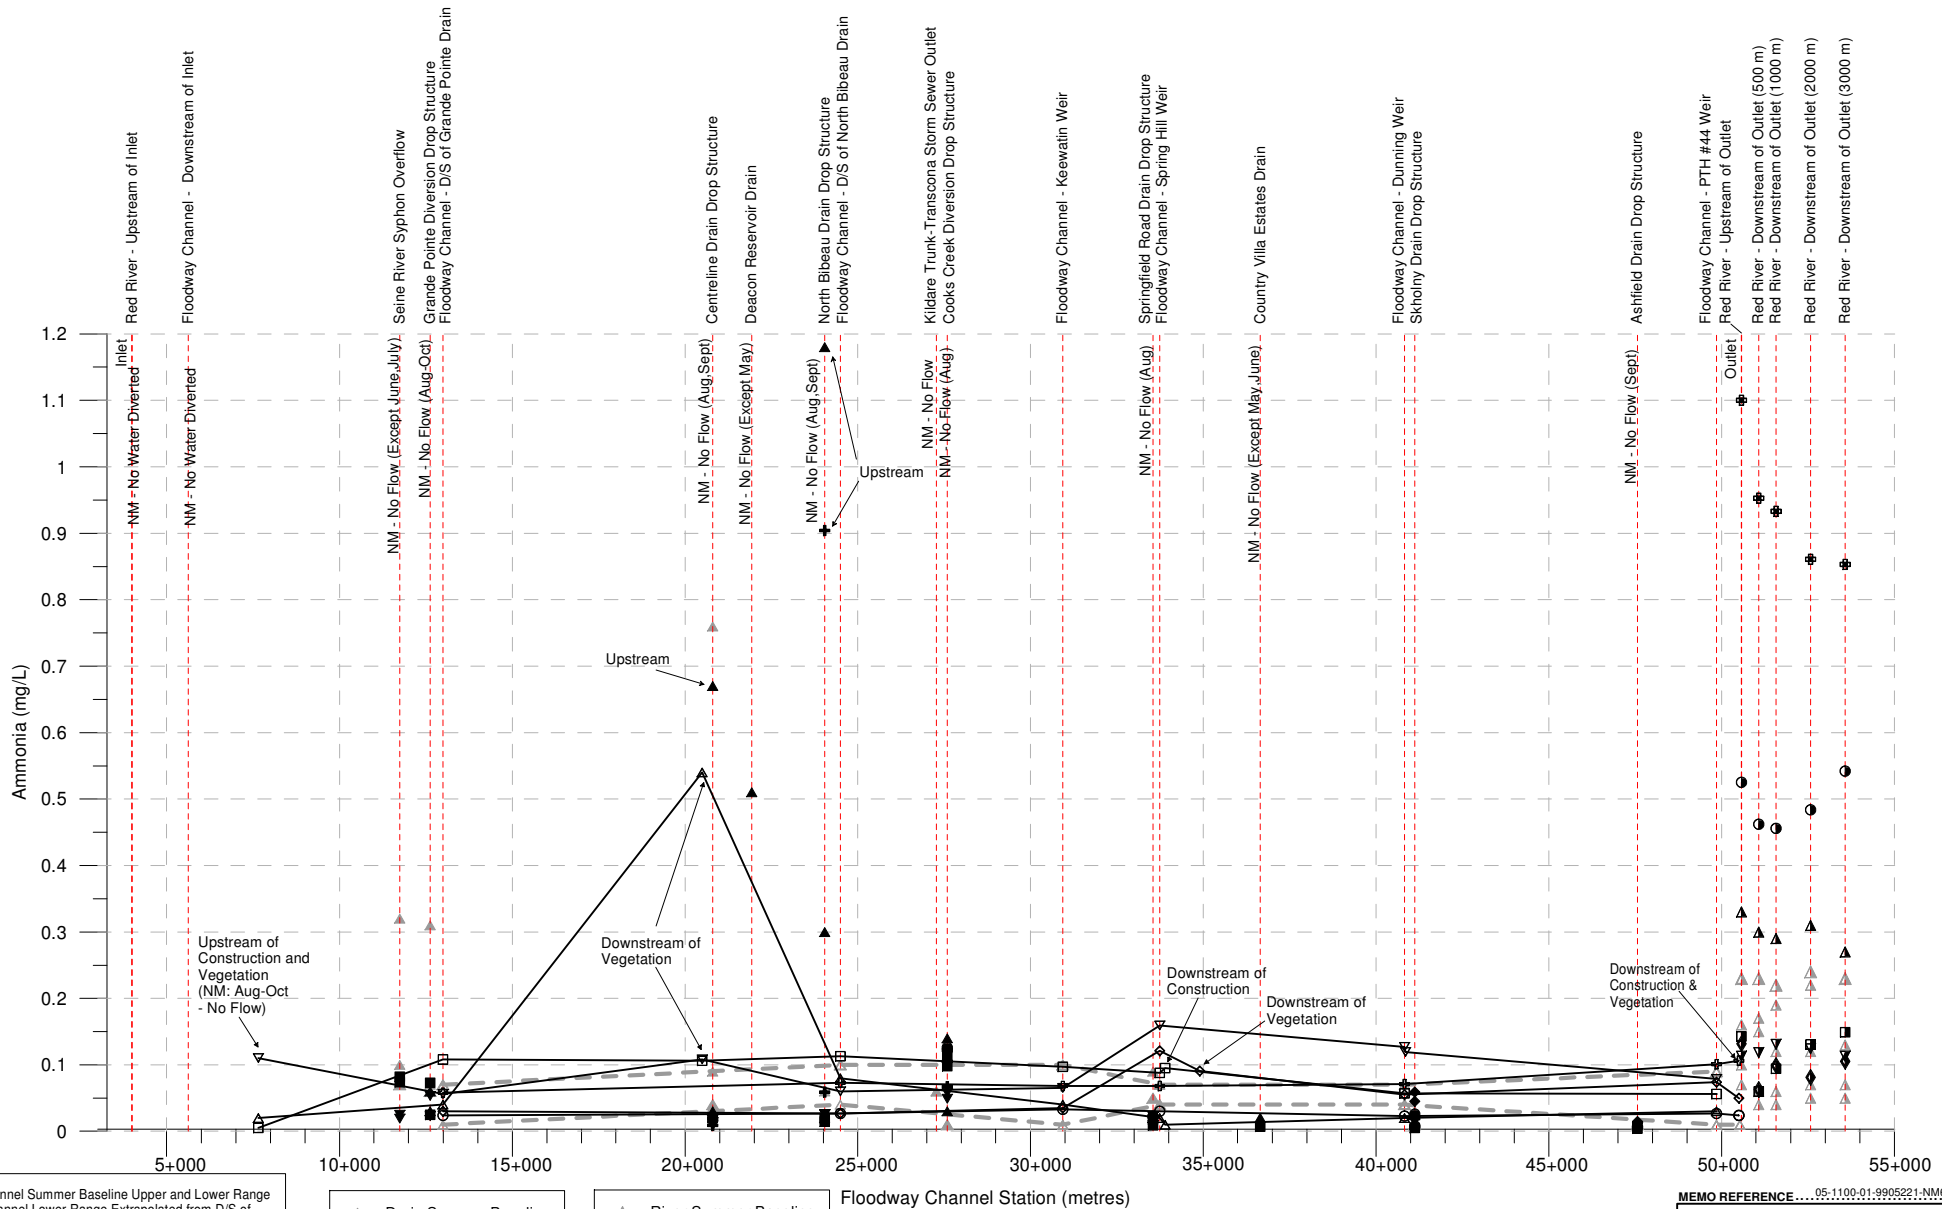 Red River - Upstream of Inlet
Floodway Channel - Downstream of Inlet
Seine River Syphon Overflow
Grande Pointe Diversion Drop Structure
Floodway Channel - D/S of Grande Pointe Drain
Centreline Drain Drop Structure
Deacon Reservoir Drain
North Bibeau Drain Drop Structure
Floodway Channel - D/S of North Bibeau Drain
Kildare Trunk-Transcona Storm Sewer Outlet
Cooks Creek Diversion Drop Structure
Floodway Channel - Keewatin Weir
Springfield Road Drain Drop Structure
Floodway Channel - Spring Hill Weir
Country Villa Estates Drain
Floodway Channel - Dunning Weir
Skholny Drain Drop Structure
Ashfield Drain Drop Structure
Floodway Channel - PTH #44 Weir
Red River - Upstream of Outlet
Red River - Downstream of Outlet (500 m)
Red River - Downstream of Outlet (1000 m)
Red River - Downstream of Outlet (2000 m)
Red River - Downstream of Outlet (3000 m)
Inlet
NM - No Water Diverted
NM - No Water Diverted
NM - No Flow (Except June,July)
NM - No Flow (Aug-Oct)
NM - No Flow (Aug,Sept)
NM - No Flow (Except May)
NM - No Flow (Aug,Sept)
NM - No Flow
NM - No Flow (Aug)
NM - No Flow (Aug)
NM - No Flow (Except May,June)
NM - No Flow (Sept)
Outlet
1.2
1.1
1
0.9
0.8
0.7
0.6
0.5
0.4
0.3
0.2
0.1
0
Ammonia (mg/L)
Upstream
Upstream
Upstream of
Construction and
Vegetation
(NM: Aug-Oct
- No Flow)
Downstream of
Vegetation
Downstream of
Construction
Downstream of
Vegetation
Downstream of
Construction &
Vegetation
5+000
10+000
15+000
20+000
25+000
30+000
35+000
40+000
45+000
50+000
55+000
Floodway Channel Station (metres)
nnel Summer Baseline Upper and Lower Range
MEMO REFERENCE 05-1100-01-9905221-NM6